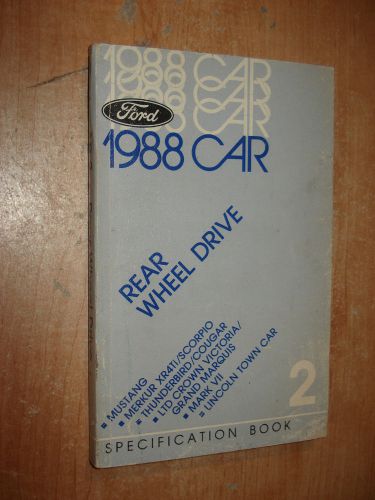 1988 CAR
1988 CAR
1988 CAR
Ford
1988 CAR
REAR
WHEEL DRIVE
■ MUSTANG
■ MERKUR XR4Ti/SCORPIO
■ THUNDERBIRD/COUGAR
■ LTD CROWN VICTORIA/
GRAND MARQUIS
■ MARK VII
■ LINCOLN TOWN CAR
2
SPECIFICATION BOOK